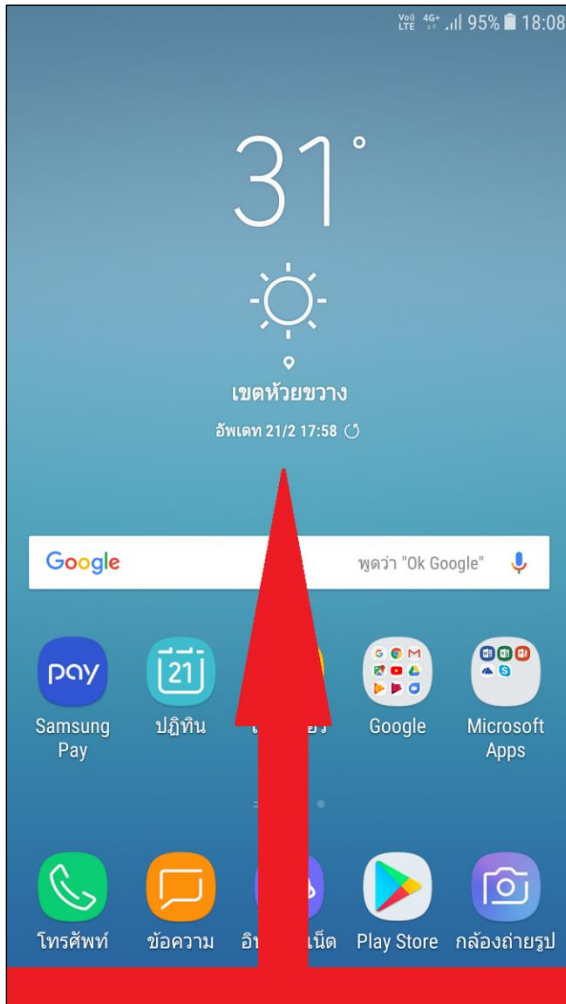 VoI) LTE 4G+ 95% 18:08
31°
เขตห้วยขวาง
อัพเดท 21/2 17:58
Google พูดว่า "Ok Google"
pay 21
Samsung Pay
ปฏิทิน
Google
Microsoft Apps
โทรศัพท์
ข้อความ
Play Store
กล้องถ่ายรูป